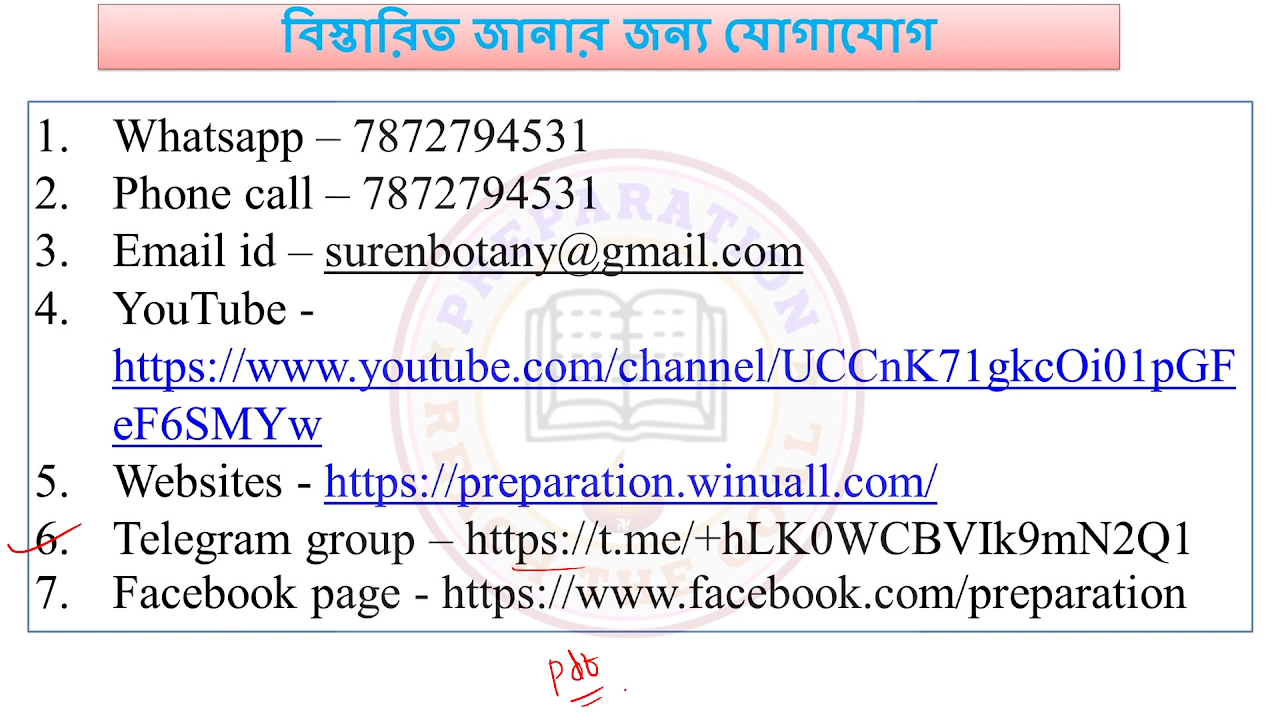 বিস্তারিত জানার জন্য যোগাযোগ
1. Whatsapp – 7872794531
2. Phone call – 7872794531
3. Email id – surenbotany@gmail.com
4. YouTube -
https://www.youtube.com/channel/UCCnK71gkcOi01pGF
eF6SMYw
5. Websites - https://preparation.winuall.com/
6. Telegram group – https://t.me/+hLK0WCBVIk9mN2Q1
7. Facebook page - https://www.facebook.com/preparation
PREPARATION
pdf